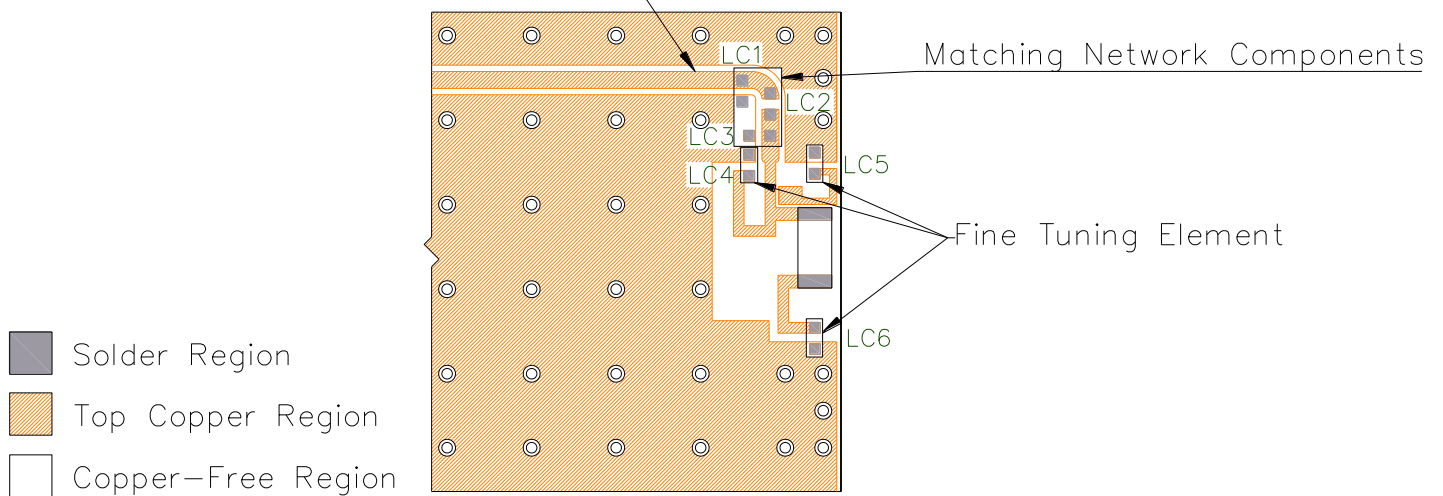 LC1
Matching Network Components
LC2
LC3
LC4
LC5
Fine Tuning Element
LC6
Solder Region
Top Copper Region
Copper-Free Region